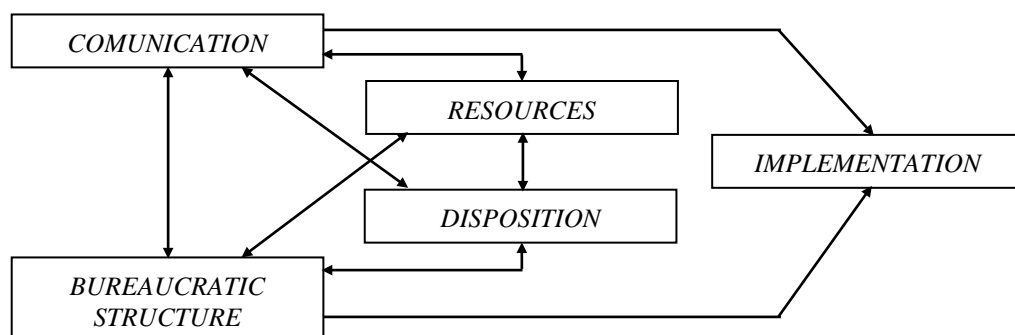 COMUNICATION
RESOURCES
IMPLEMENTATION
DISPOSITION
BUREAUCRATIC
STRUCTURE